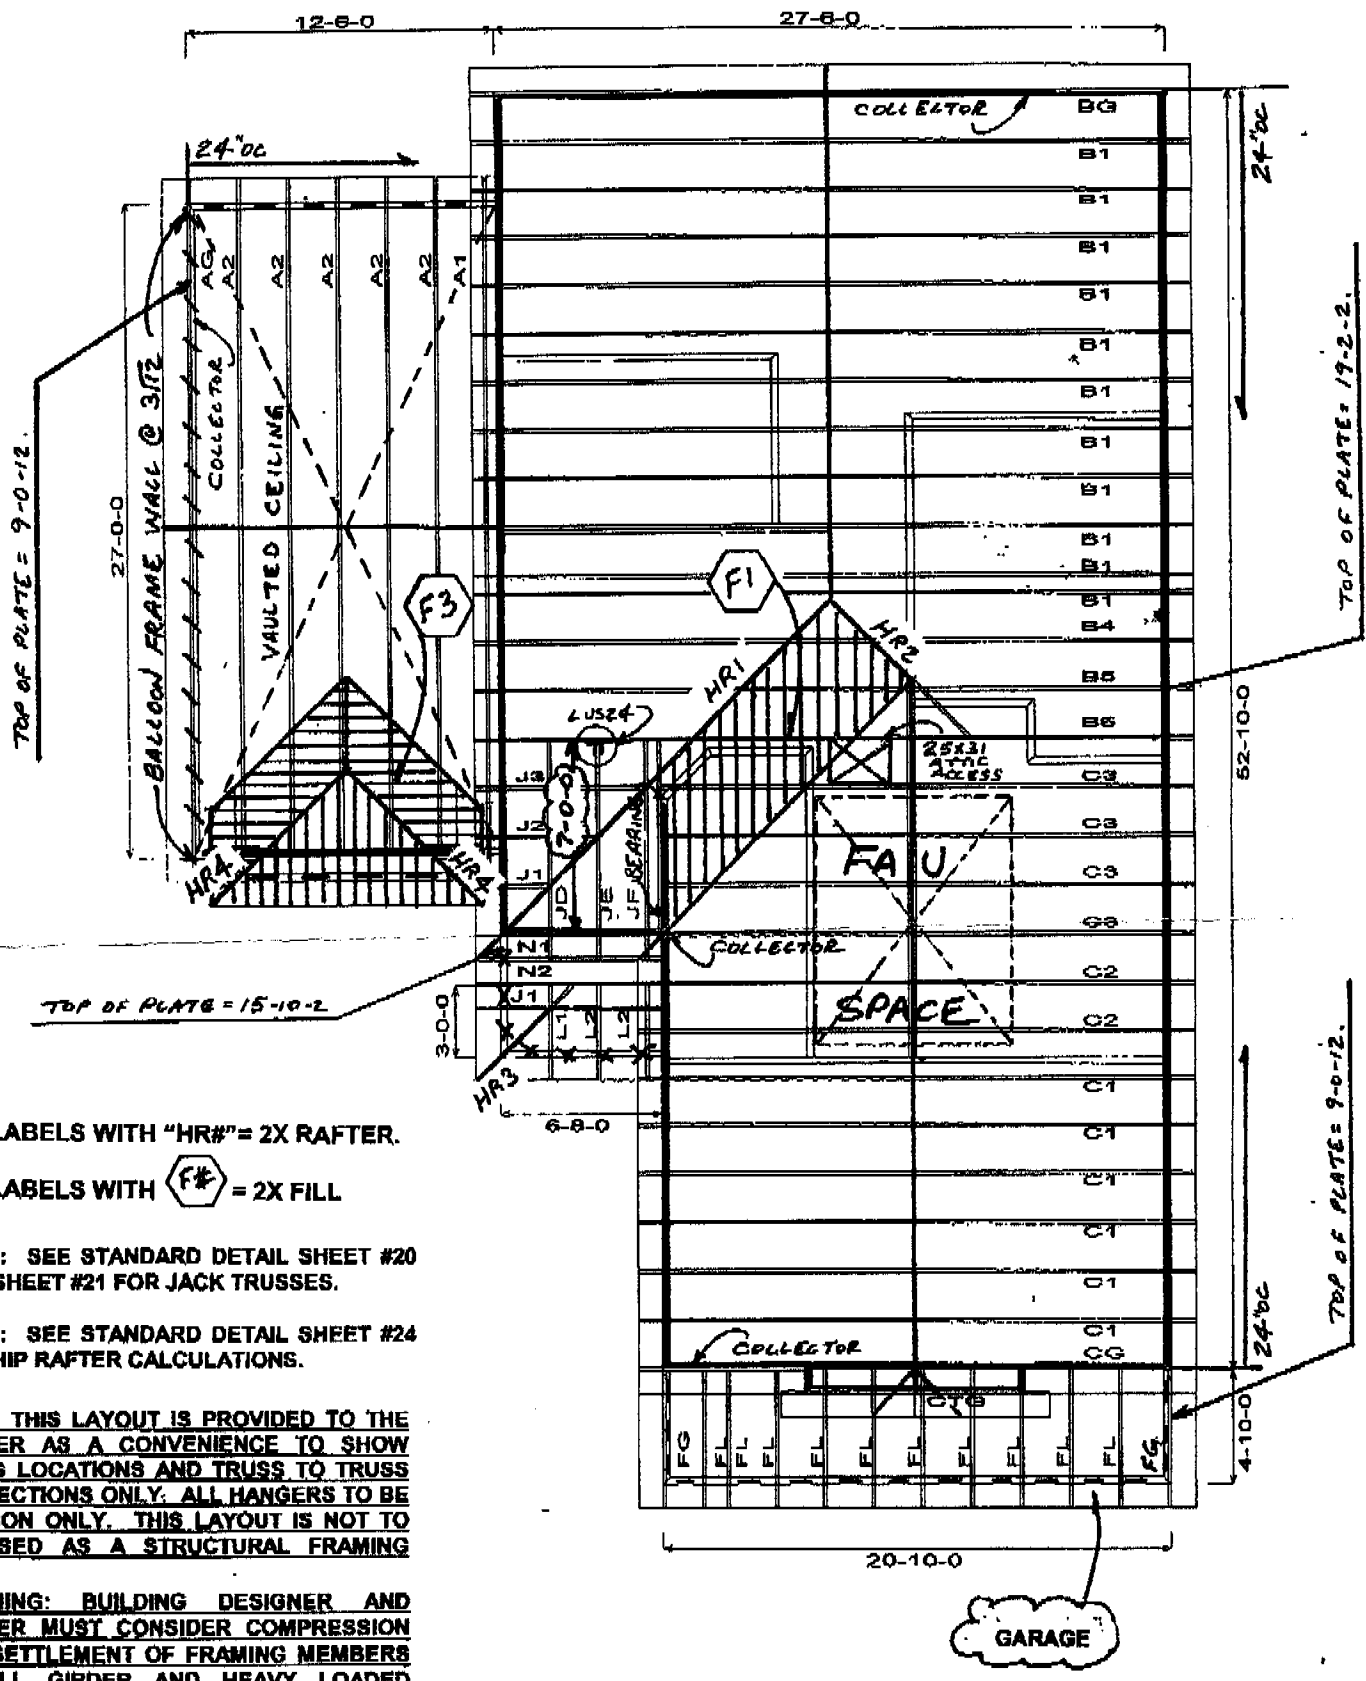 12-6-0
27-6-0
COLLECTOR
BG
24"OC
24"OC
B1
B1
B1
B1
B1
B1
B1
B1
B1
B1
B1
B4
B5
B6
AG
A2
A2
A2
A2
A2
A1
COLLECTOR
VAULTED CEILING
BALLOON FRAME WALL @ 3/12
27-0-0
TOP OF PLATE = 9-0-12.
TOP OF PLATE = 19-2-2.
52-10-0
F3
F1
HR1
HR2
LUS24
25X31
ATTIC
ACCESS
C3
C3
C3
C3
C2
C2
C1
C1
C1
C1
C1
C1
CG
J3
J2
J1
7-0-0
JD
JE
JF
BEARING
FAU
SPACE
HR4
HR4
N1
N2
COLLECTOR
TOP OF PLATE = 15-10-2
J1
3-0-0
L1
L2
L2
HR3
6-8-0
TOP OF PLATE = 9-0-12.
24"OC
COLLECTOR
CTG
FG
FL
FL
FL
FL
FL
FL
FL
FL
FL
FL
FG
4-10-0
20-10-0
GARAGE
LABELS WITH "HR#"= 2X RAFTER.
LABELS WITH F# = 2X FILL
: SEE STANDARD DETAIL SHEET #20
SHEET #21 FOR JACK TRUSSES.
: SEE STANDARD DETAIL SHEET #24
HIP RAFTER CALCULATIONS.
THIS LAYOUT IS PROVIDED TO THE
ER AS A CONVENIENCE TO SHOW
S LOCATIONS AND TRUSS TO TRUSS
ECTIONS ONLY. ALL HANGERS TO BE
ON ONLY. THIS LAYOUT IS NOT TO
SED AS A STRUCTURAL FRAMING
NING: BUILDING DESIGNER AND
ER MUST CONSIDER COMPRESSION
SETTLEMENT OF FRAMING MEMBERS
GIRDER AND HEAVY LOADED